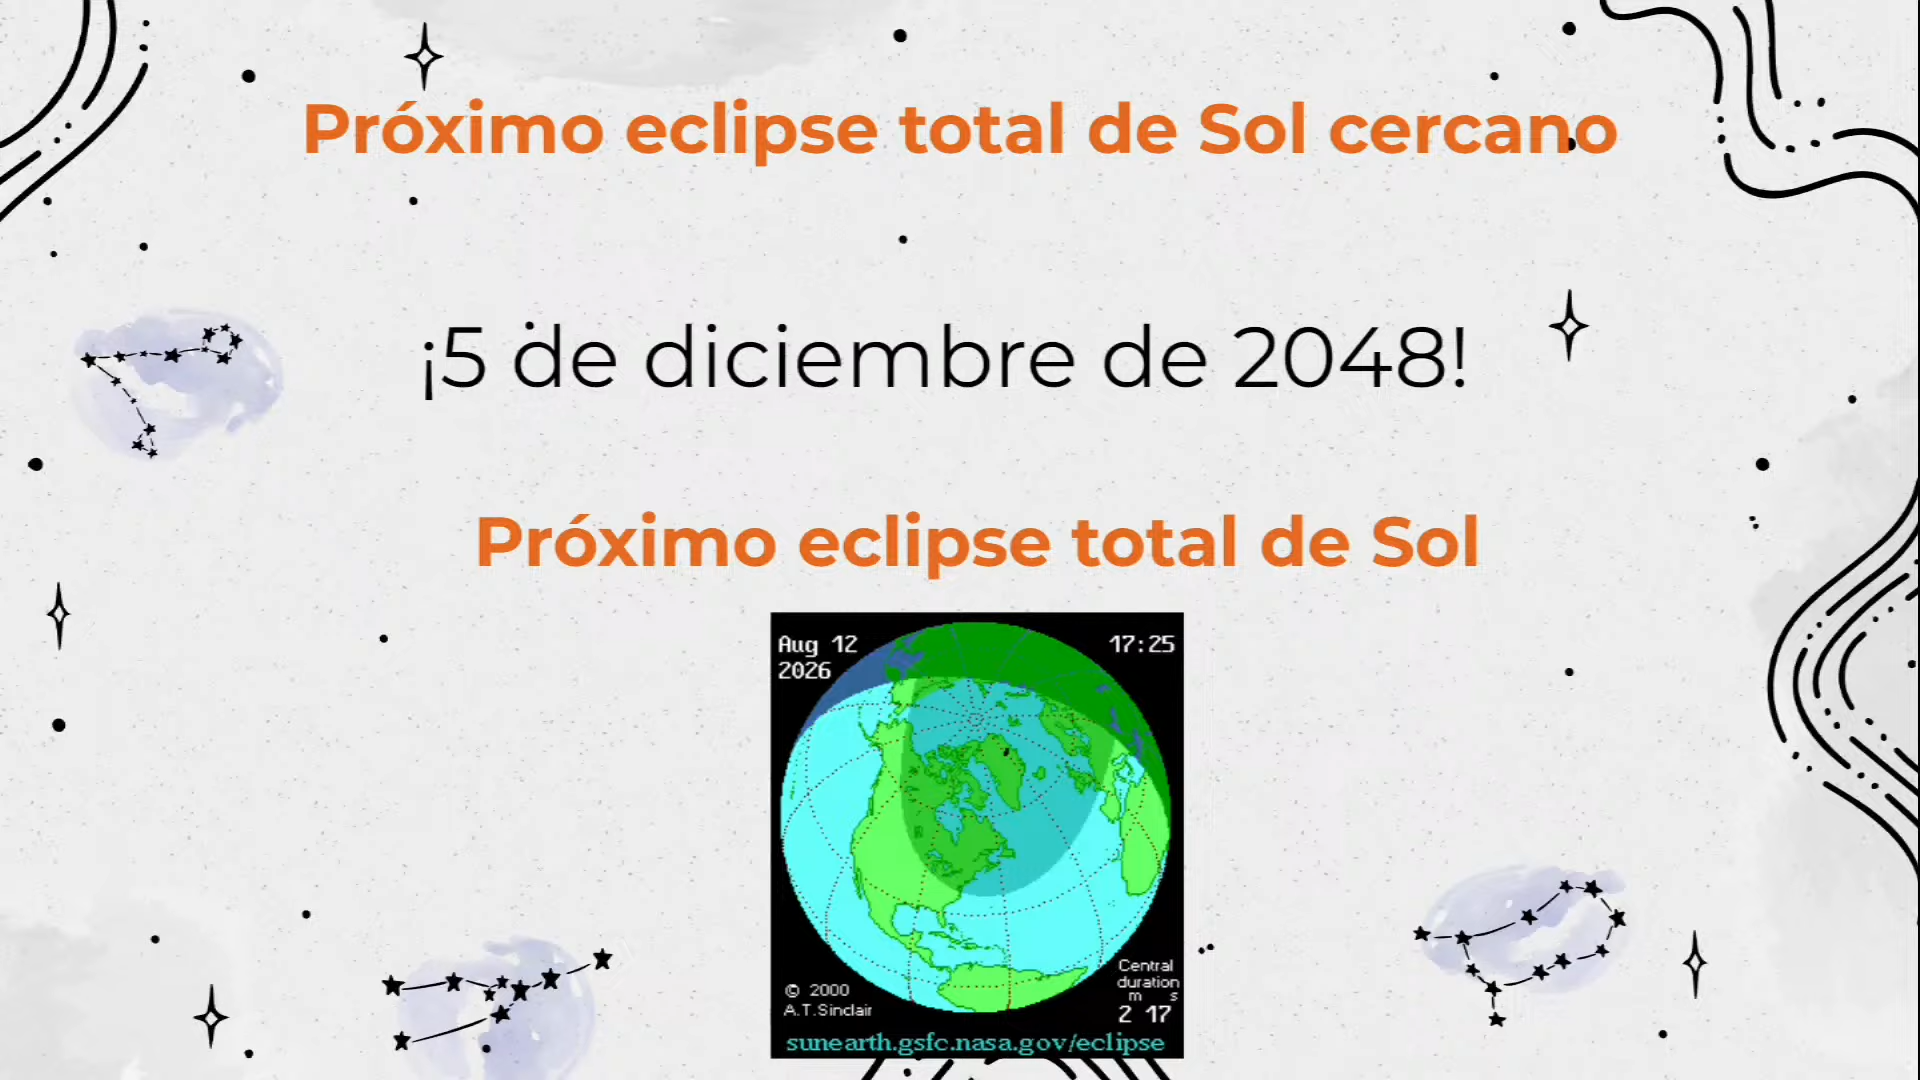 Próximo eclipse total de Sol cercano
¡5 de diciembre de 2048!
Próximo eclipse total de Sol
Aug 12
2026
17:25
© 2000
A.T.Sinclair
Central
duration
m s
2 17
sunearth.gsfc.nasa.gov/eclipse